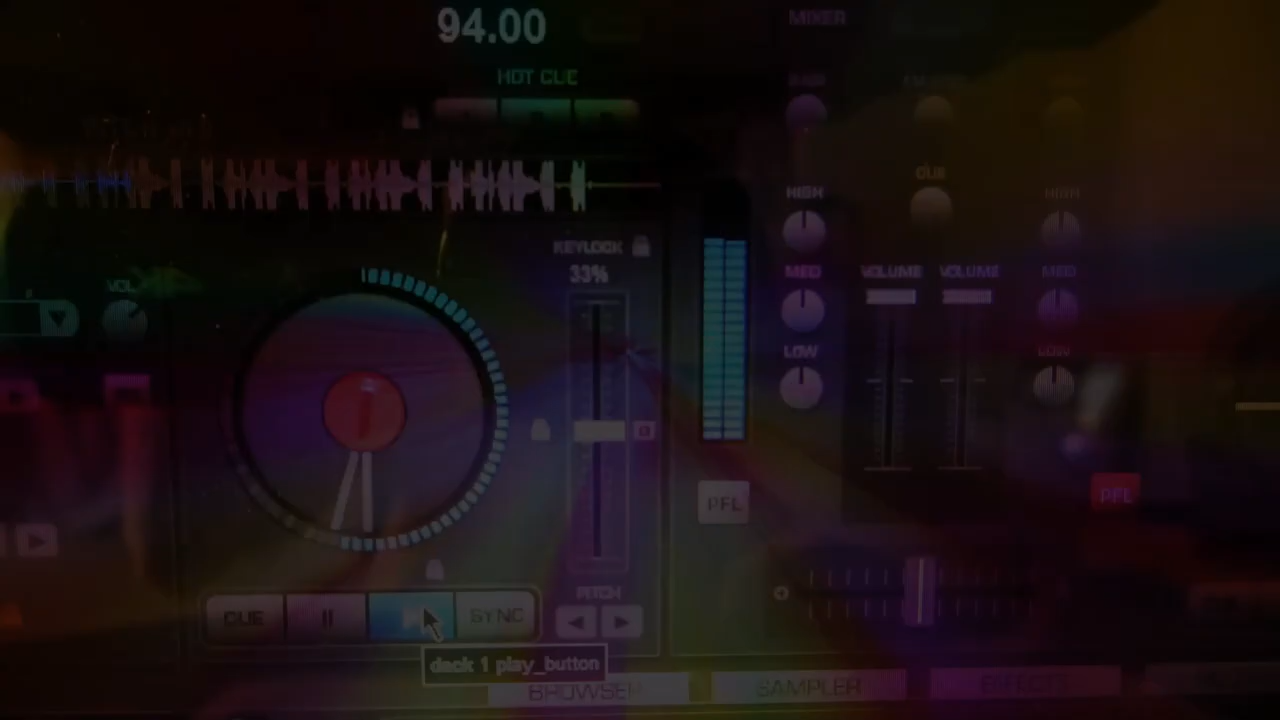 94.00
MIXER
HOT CUE
CUE
HIGH
HIGH
KEYLOCK
33%
MED
VOLUME
VOLUME
MED
VOL
LOW
LOW
PFL
PFL
CUE
SYNC
PITCH
deck 1 play_button
BROWSER
SAMPLER
EFFECTS